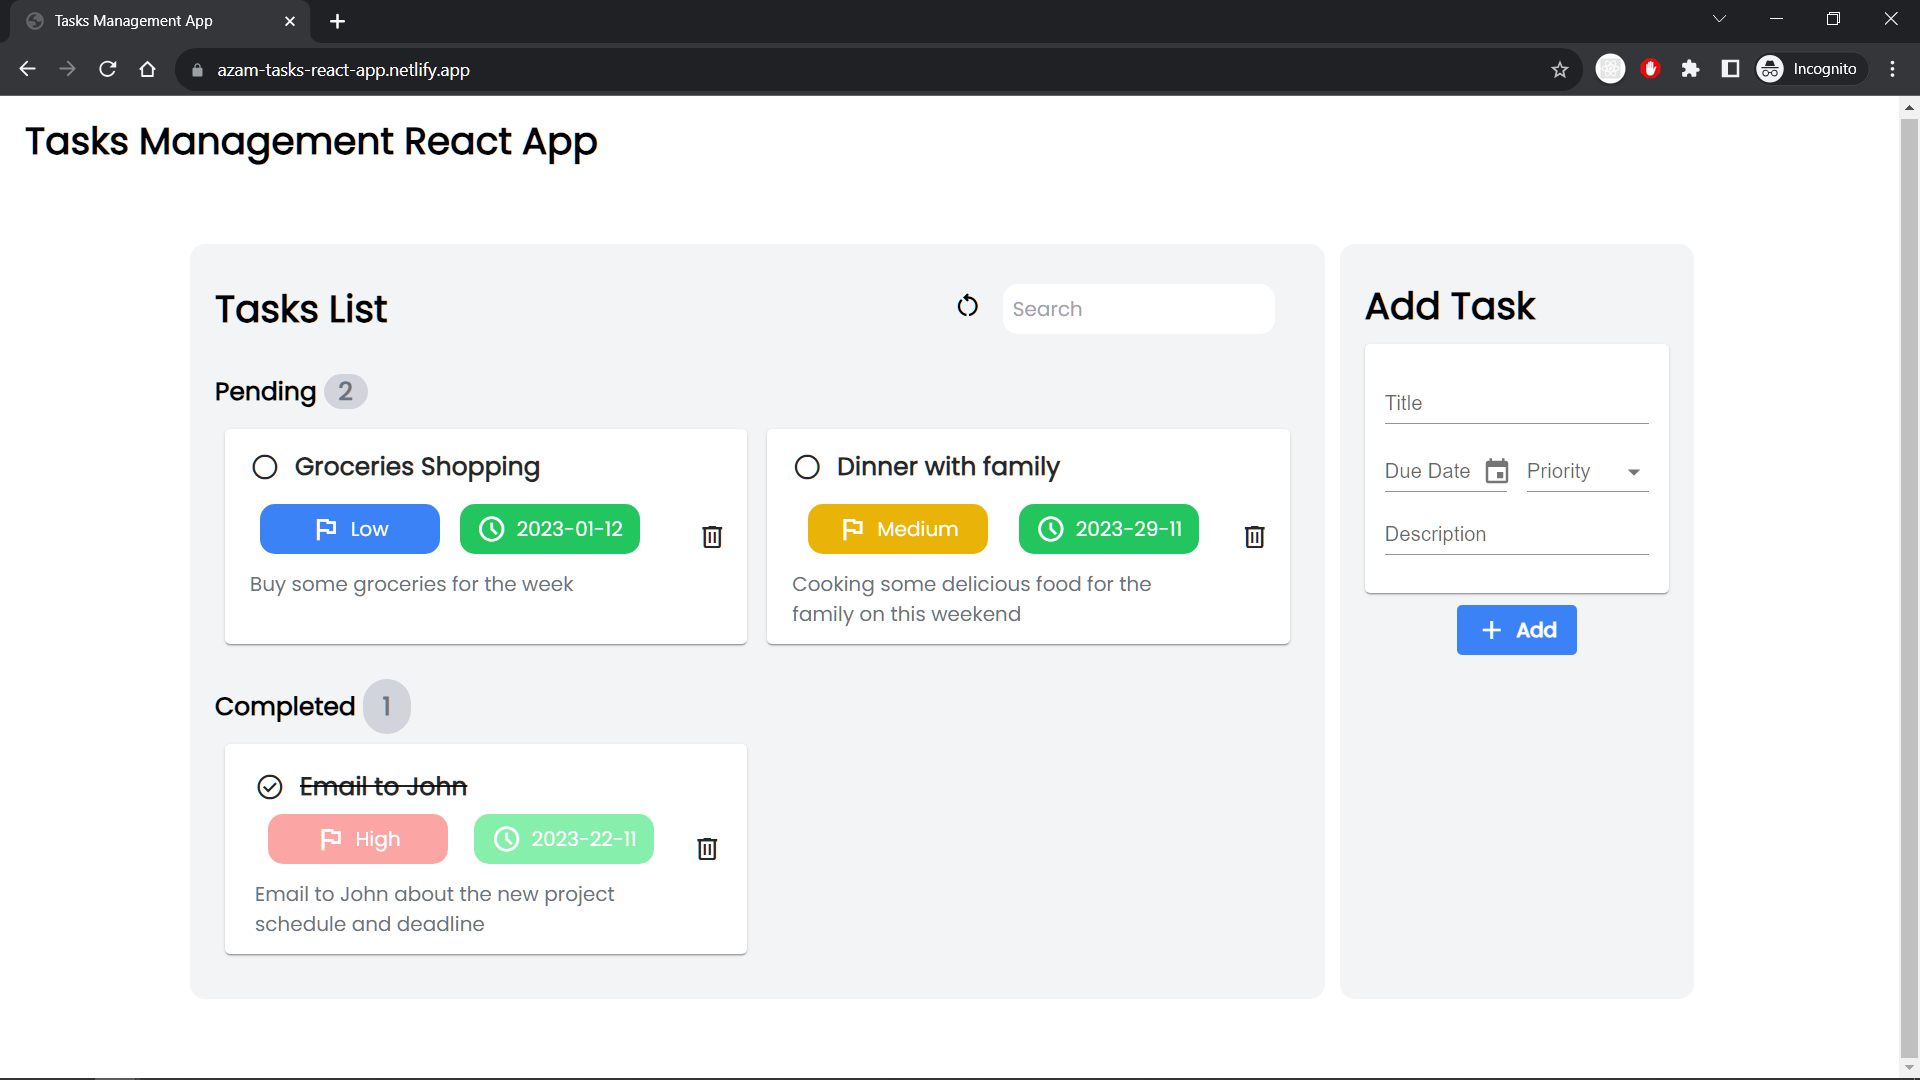 Tasks Management App
azam-tasks-react-app.netlify.app
Incognito
Tasks Management React App
Tasks List
Search
Pending 2
Groceries Shopping
Low
2023-01-12
Buy some groceries for the week
Dinner with family
Medium
2023-29-11
Cooking some delicious food for the
family on this weekend
Completed 1
Email to John
High
2023-22-11
Email to John about the new project
schedule and deadline
Add Task
Title
Due Date
Priority
Description
+ Add